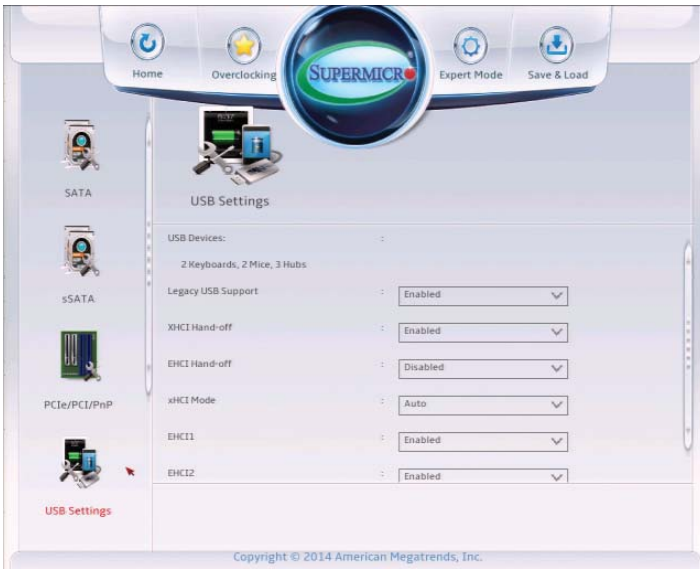 Home
Overclocking
SUPERMICRO
Expert Mode
Save & Load
SATA
sSATA
PCIe/PCI/PnP
USB Settings
USB Settings
USB Devices: :
2 Keyboards, 2 Mice, 3 Hubs
Legacy USB Support : Enabled
XHCI Hand-off : Enabled
EHCI Hand-off : Disabled
xHCI Mode : Auto
EHCI1 : Enabled
EHCI2 : Enabled
Copyright © 2014 American Megatrends, Inc.